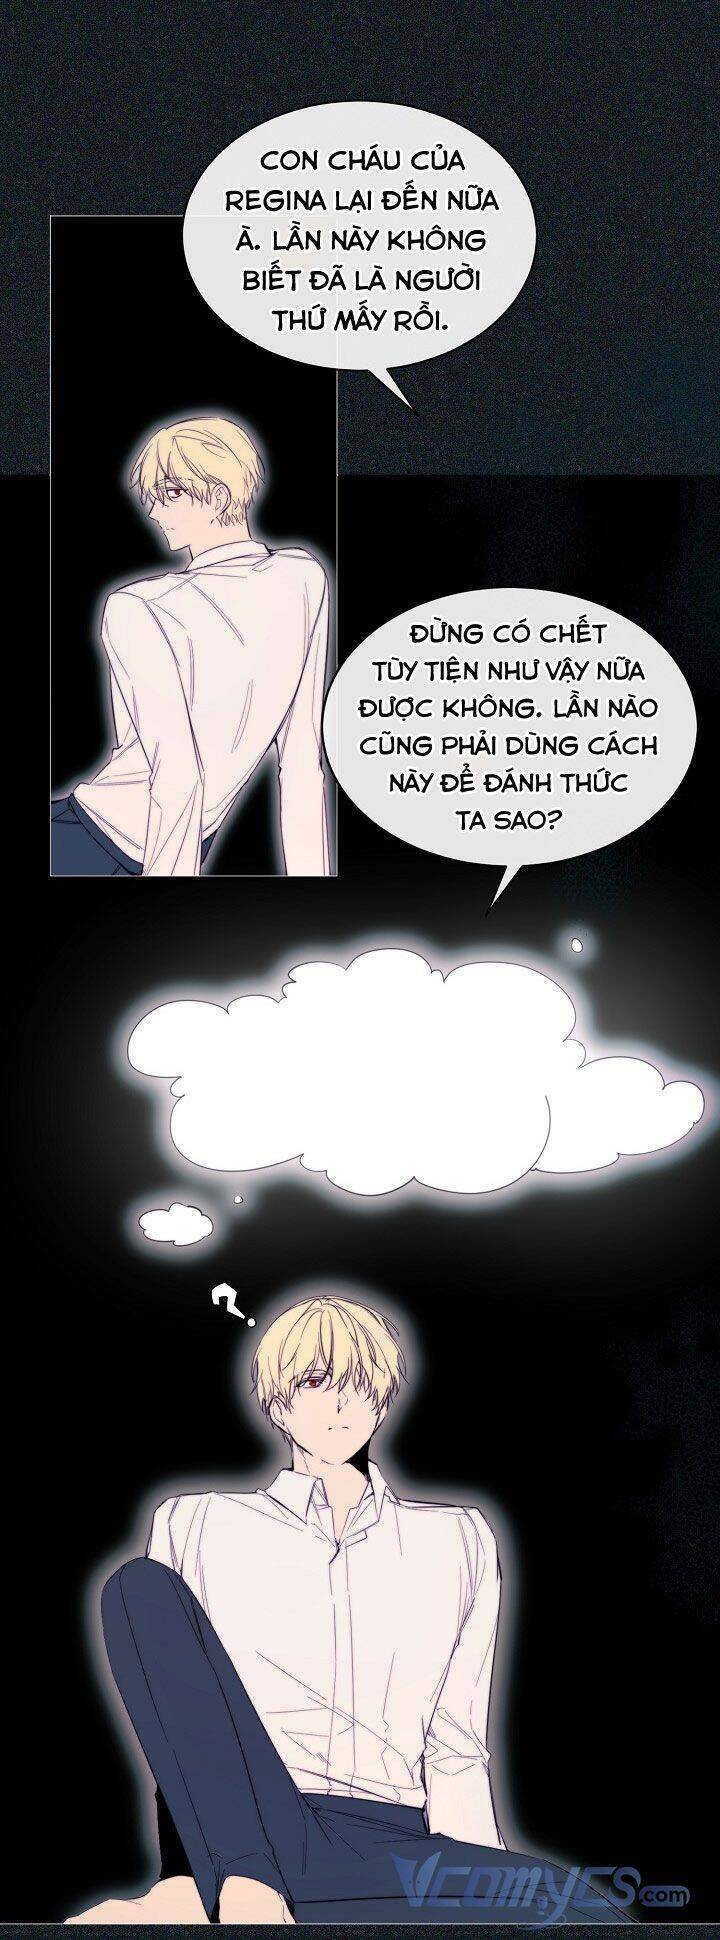 CON CHÁU CỦA
REGINA LẠI ĐẾN NỮA
À. LẦN NÀY KHÔNG
BIẾT ĐÃ LÀ NGƯỜI
THỨ MẤY RỒI.
ĐỪNG CÓ CHẾT
TÙY TIỆN NHƯ VẬY NỮA
ĐƯỢC KHÔNG. LẦN NÀO
CŨNG PHẢI DÙNG CÁCH
NÀY ĐỂ ĐÁNH THỨC
TA SAO?
?
Vcomycs.com